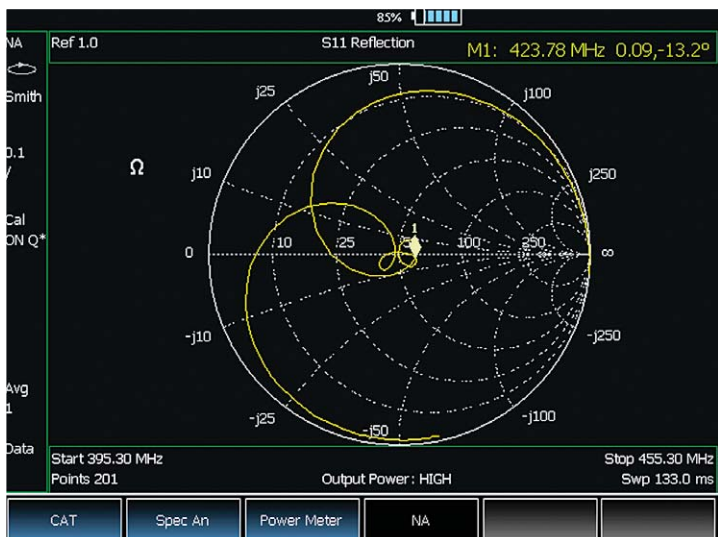 85%
NA
Ref 1.0
S11 Reflection
M1: 423.78 MHz 0.09,-13.2º
Smith
0.1
/
Cal
ON Q*
Avg
1
Data
Ω
j50
j25
j100
j10
j250
1
0
10
25
50
100
250
∞
-j10
-j250
-j25
-j100
-j50
Start 395.30 MHz
Stop 455.30 MHz
Points 201
Output Power: HIGH
Swp 133.0 ms
CAT
Spec An
Power Meter
NA